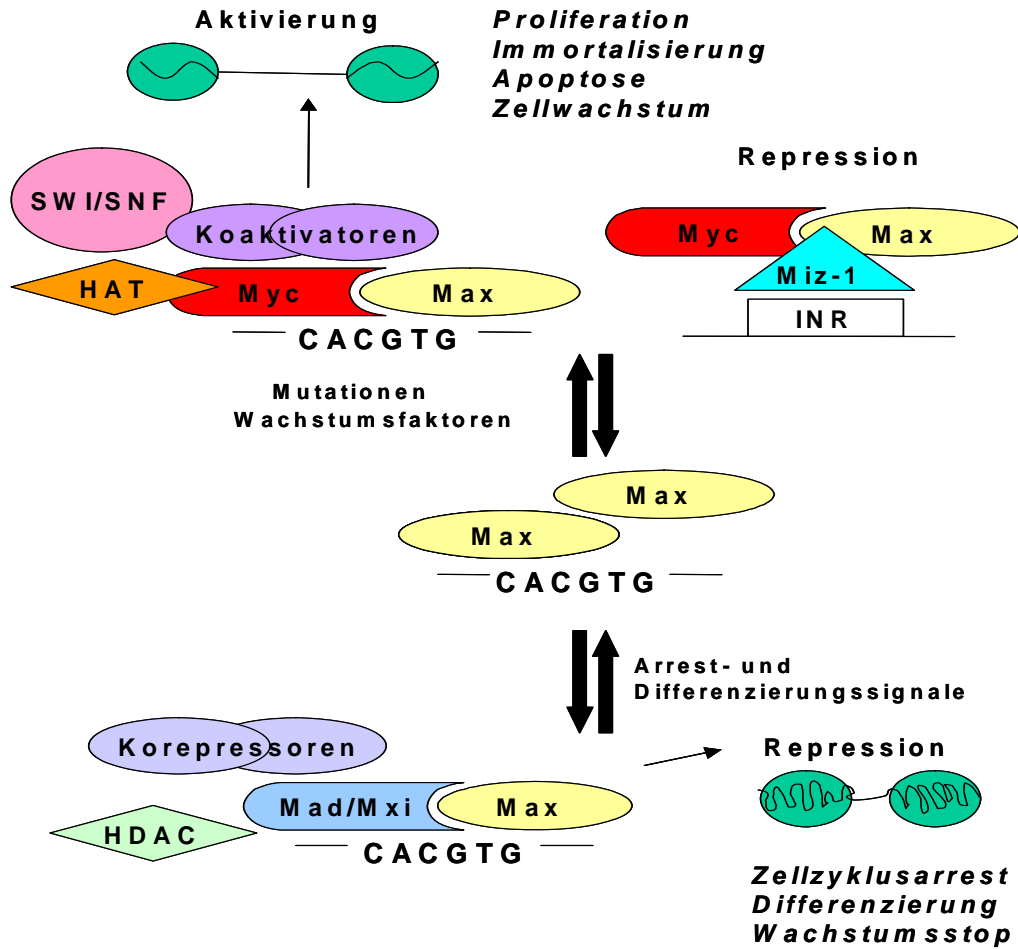 Aktivierung
Proliferation
Immortalisierung
Apoptose
Zellwachstum
Repression
SWI/SNF
Koaktivatoren
HAT
Myc
Max
CACGTG
Myc
Max
Miz-1
INR
Mutationen
Wachstumsfaktoren
Max
Max
CACGTG
Arrest- und
Differenzierungssignale
Korepressoren
Repression
Mad/Mxi
Max
HDAC
CACGTG
Zellzyklusarrest
Differenzierung
Wachstumsstop